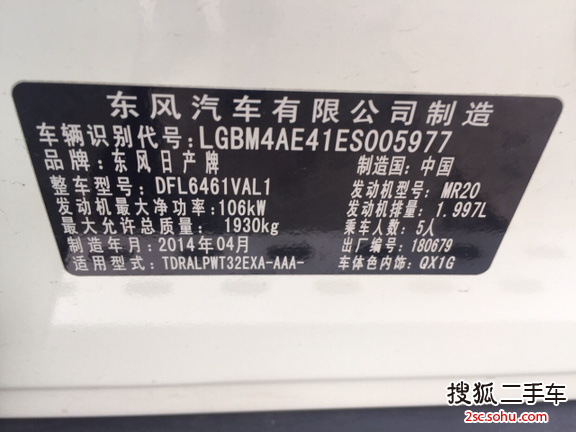 东风汽车有限公司制造
车辆识别代号:LGBM4AE41ES005977
品牌:东风日产牌 制造国:中国
整车型号:DFL6461VAL1 发动机型号:MR20
发动机最大净功率:106kW 发动机排量:1.997L
最大允许总质量: 1930kg 乘车人数:5人
制造年月:2014年04月 出厂编号:180679
适用型式:TDRALPWT32EXA-AAA- 车体色内饰:QX1G
搜狐二手车
2sc.sohu.com